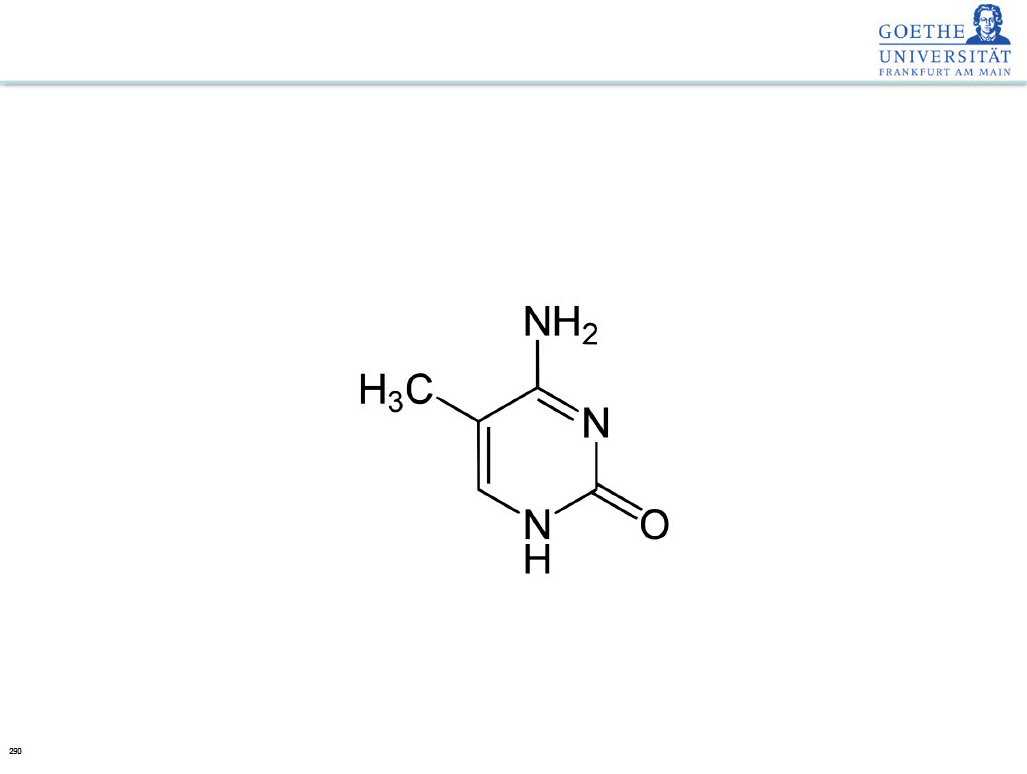 GOETHE
UNIVERSITÄT
FRANKFURT AM MAIN
NH2
H3C
N
N
H
O
290